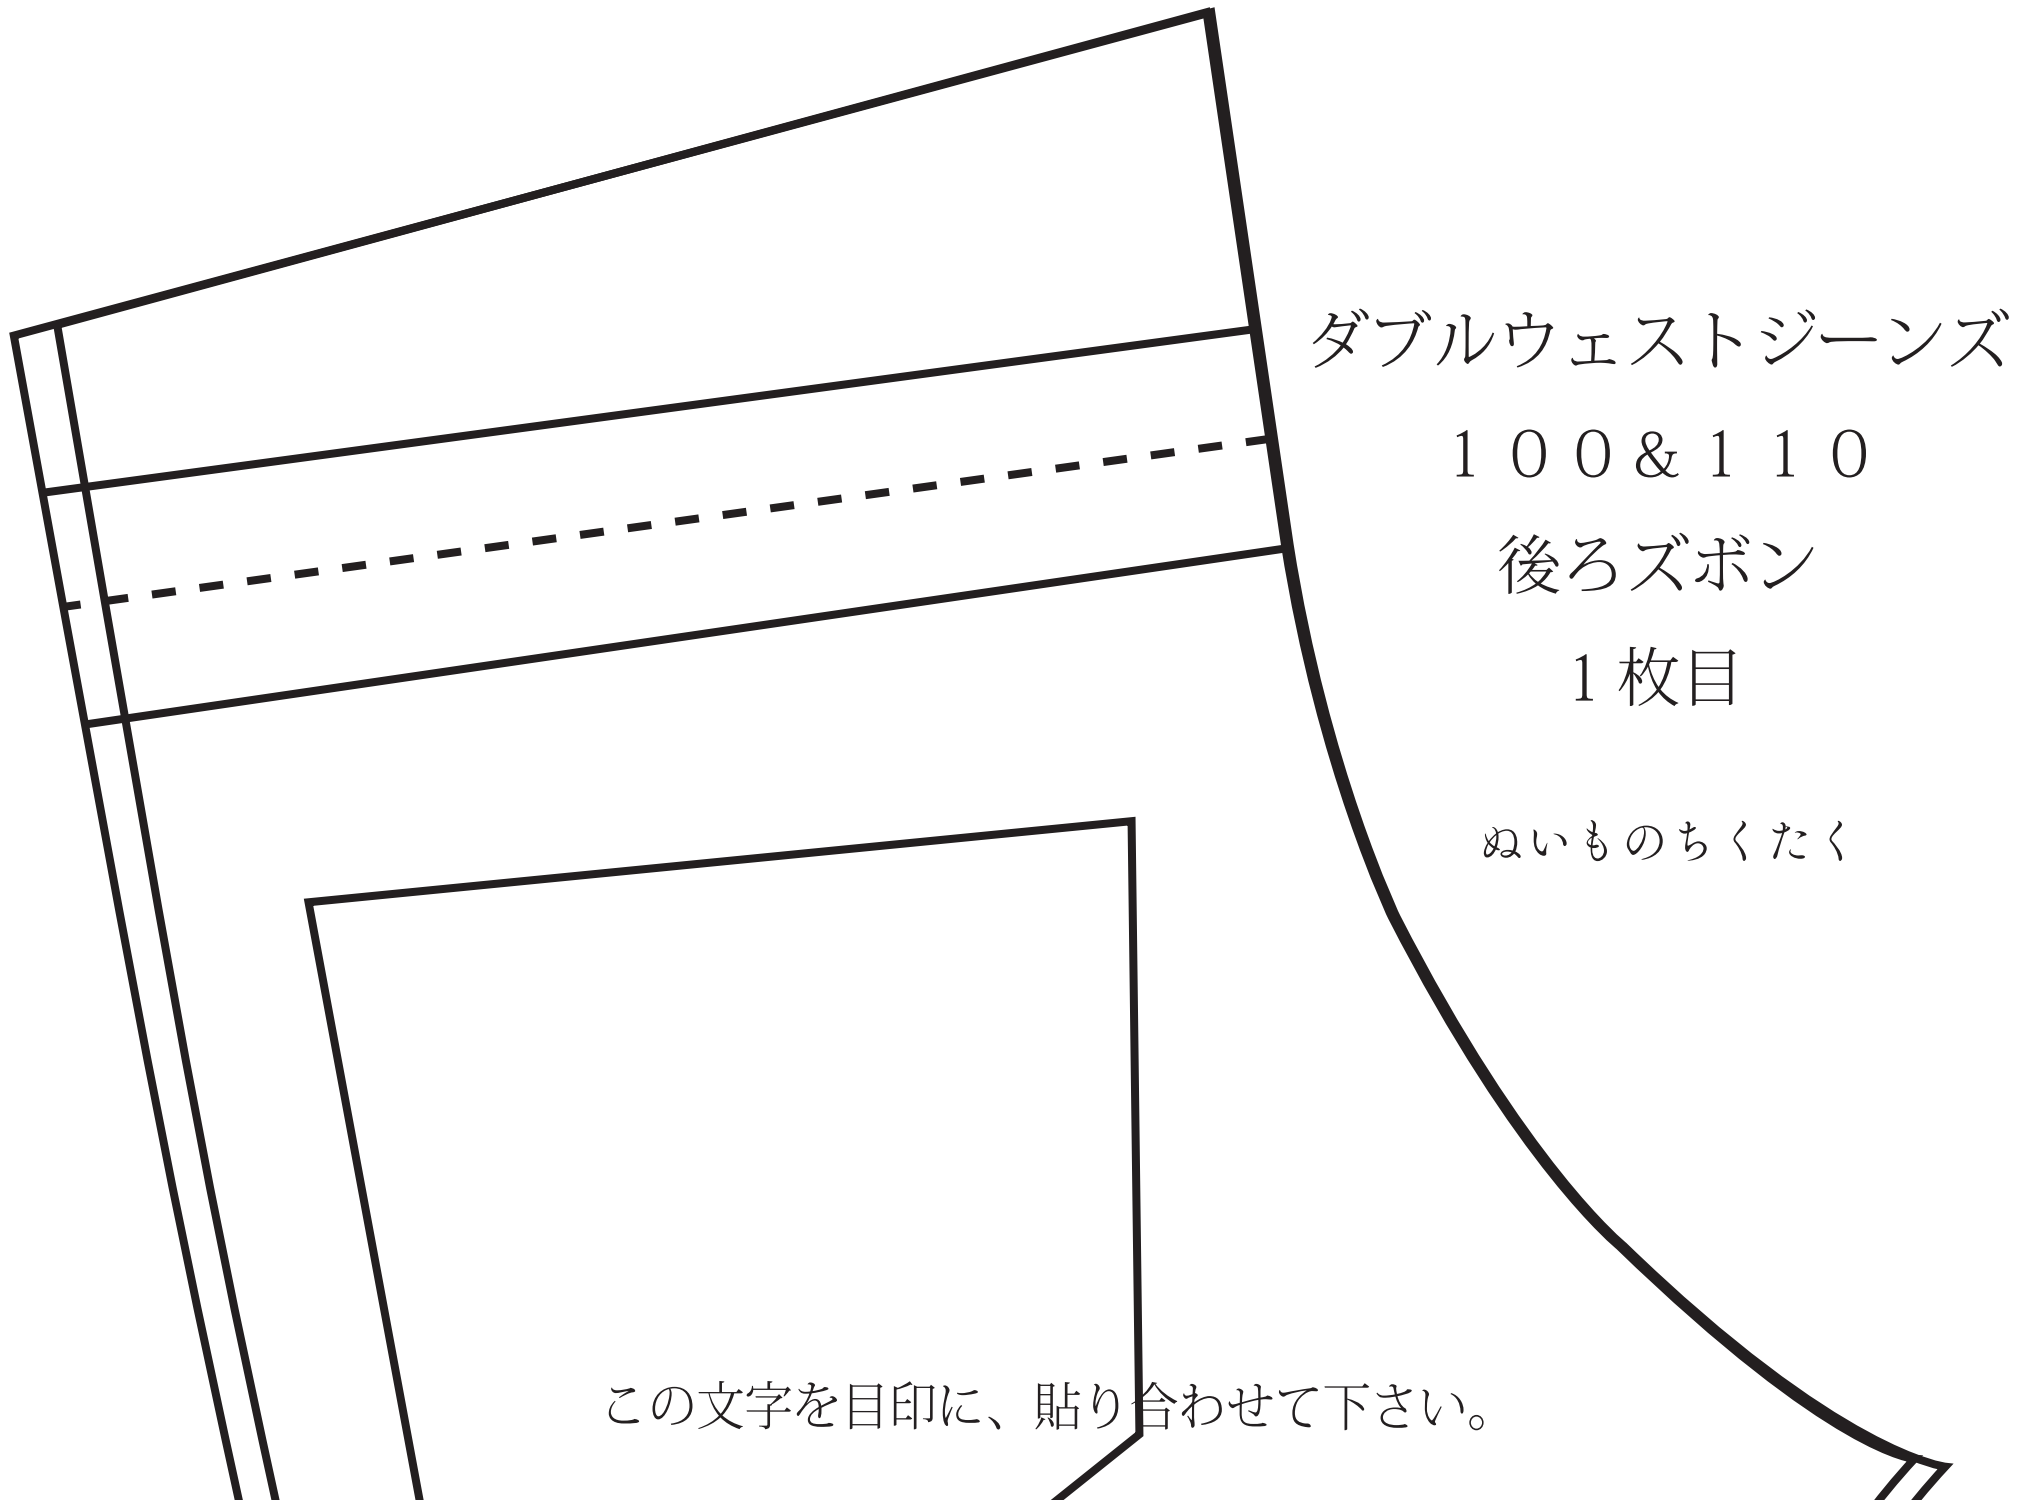 ダブルウェストジーンズ
１００＆１１０
後ろズボン
１枚目
ぬいものちくたく
この文字を目印に、貼り合わせて下さい。